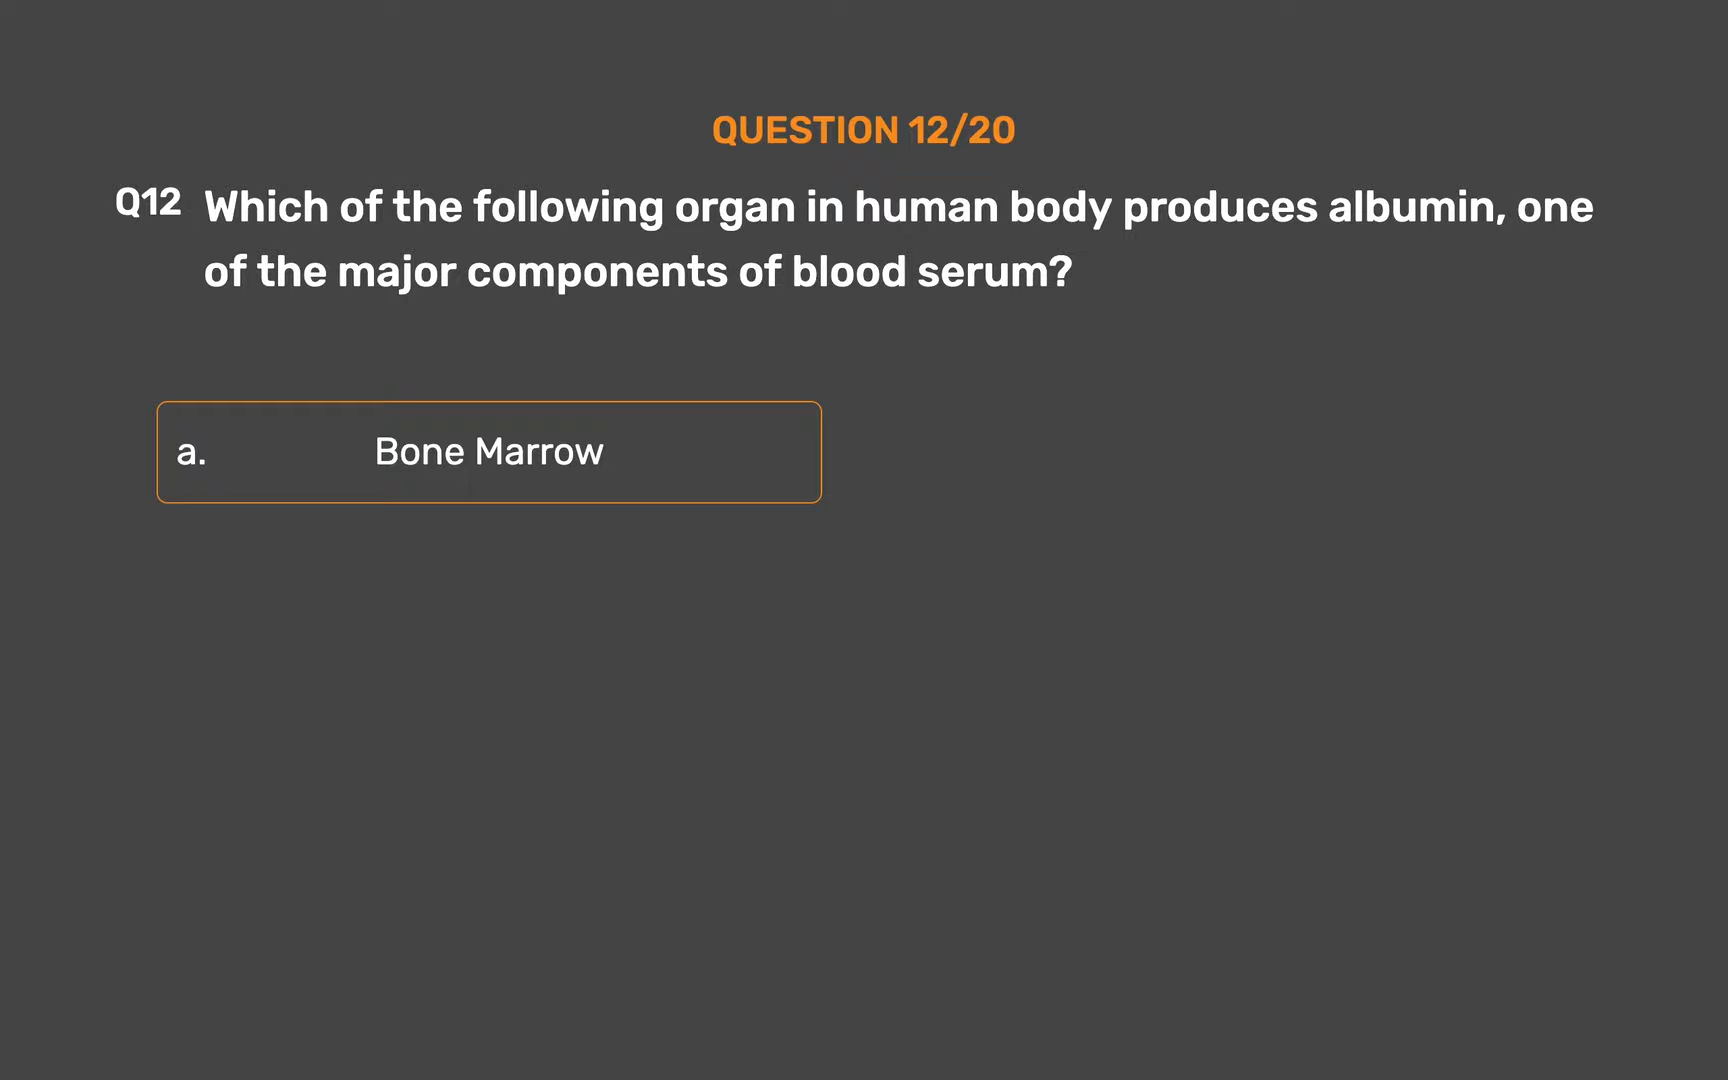 QUESTION 12/20
Q12 Which of the following organ in human body produces albumin, one
of the major components of blood serum?
a. Bone Marrow